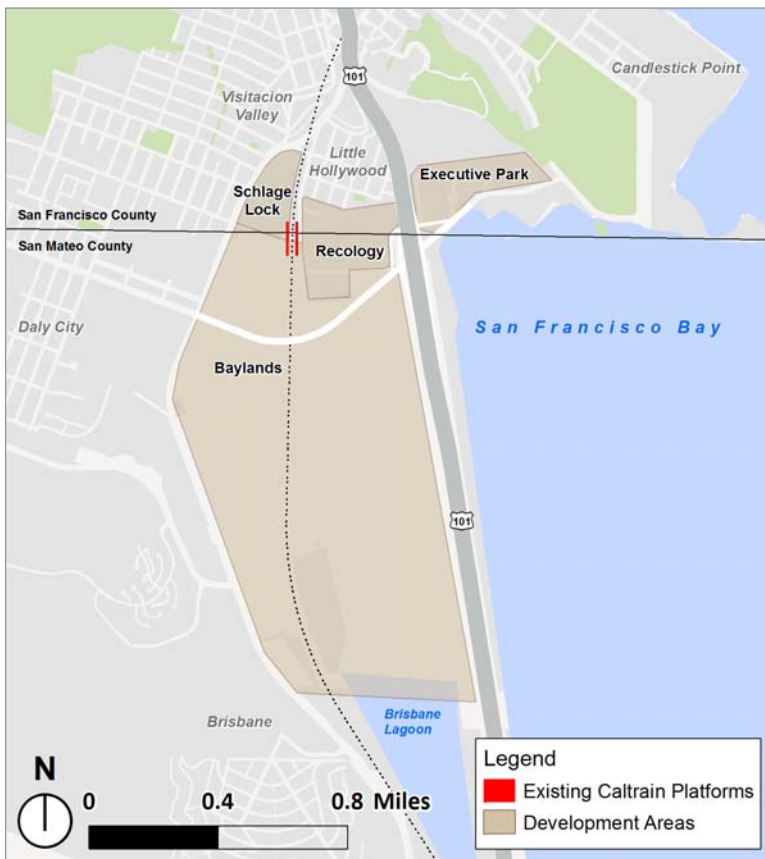 101
Candlestick Point
Visitacion
Valley
Little
Hollywood
Executive Park
Schlage
Lock
San Francisco County
San Mateo County
Recology
Daly City
San Francisco Bay
Baylands
101
Brisbane
Brisbane
Lagoon
Legend
Existing Caltrain Platforms
Development Areas
N
0 0.4 0.8 Miles